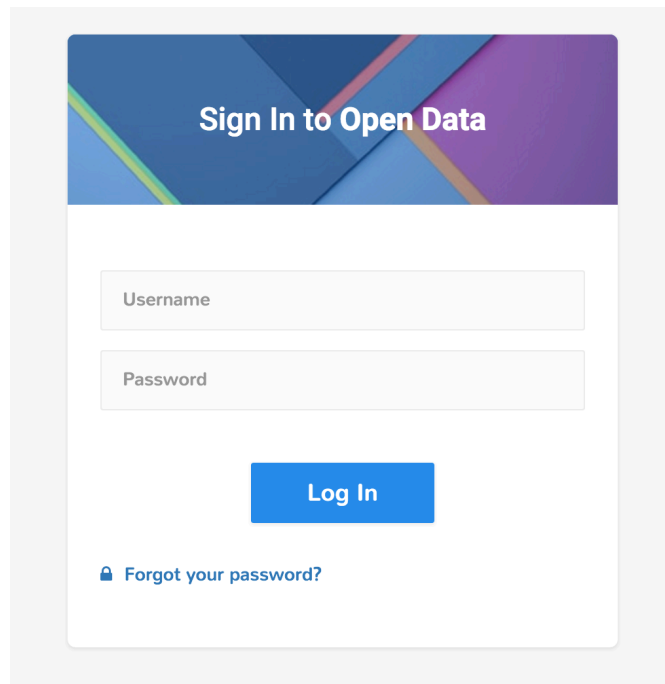 Sign In to Open Data
Username
Password
Log In
Forgot your password?